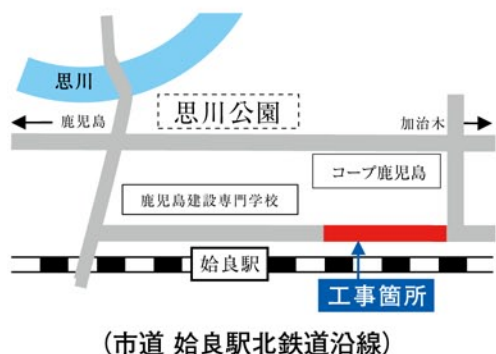 思川
思川公園
鹿児島
加治木
コープ鹿児島
鹿児島建設専門学校
姶良駅
工事箇所
(市道 姶良駅北鉄道沿線)